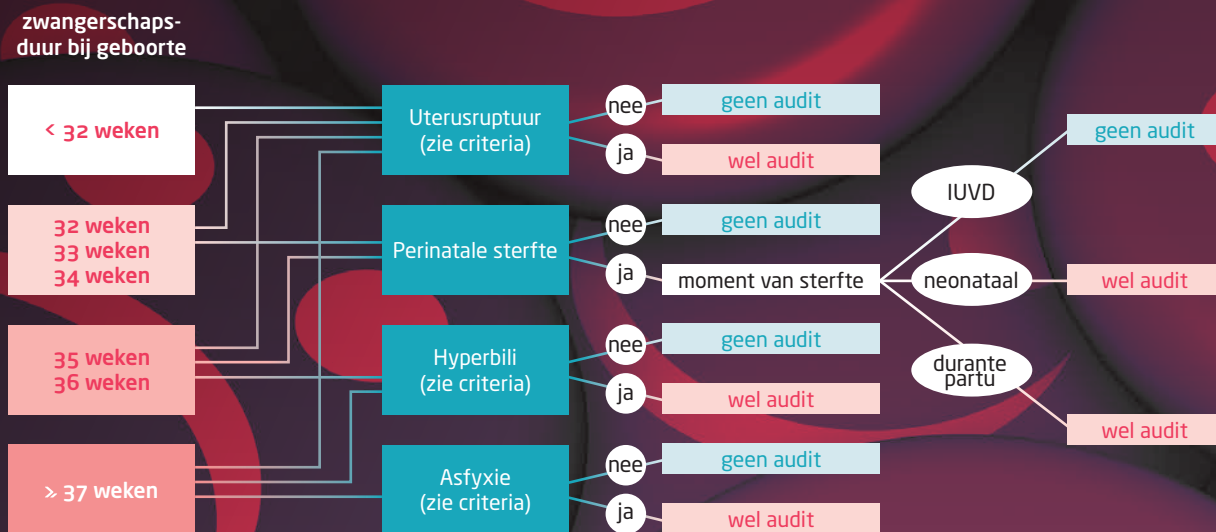 zwangerschaps-
duur bij geboorte
< 32 weken
32 weken
33 weken
34 weken
35 weken
36 weken
≥ 37 weken
Uterusruptuur
(zie criteria)
nee
geen audit
ja
wel audit
Perinatale sterfte
nee
geen audit
ja
moment van sterfte
IUVD
geen audit
neonataal
wel audit
durante
partu
wel audit
Hyperbili
(zie criteria)
nee
geen audit
ja
wel audit
Asfyxie
(zie criteria)
nee
geen audit
ja
wel audit